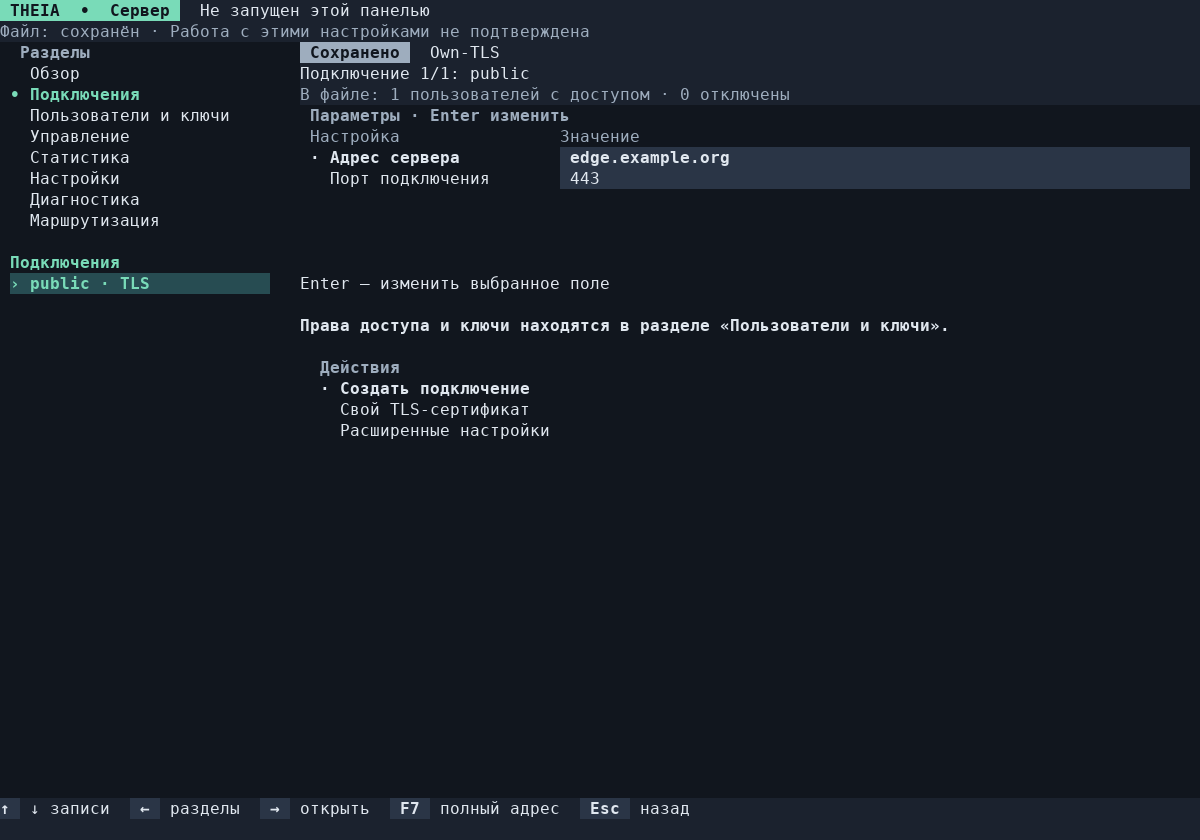 THEIA • Сервер Не запущен этой панелью
Файл: сохранён · Работа с этими настройками не подтверждена
Разделы
Обзор
• Подключения
Пользователи и ключи
Управление
Статистика
Настройки
Диагностика
Маршрутизация
Подключения
› public · TLS
Сохранено Own-TLS
Подключение 1/1: public
В файле: 1 пользователей с доступом · 0 отключены
Параметры · Enter изменить
Настройка Значение
· Адрес сервера edge.example.org
Порт подключения 443
Enter — изменить выбранное поле
Права доступа и ключи находятся в разделе «Пользователи и ключи».
Действия
· Создать подключение
Свой TLS-сертификат
Расширенные настройки
↑ ↓ записи ← разделы → открыть F7 полный адрес Esc назад